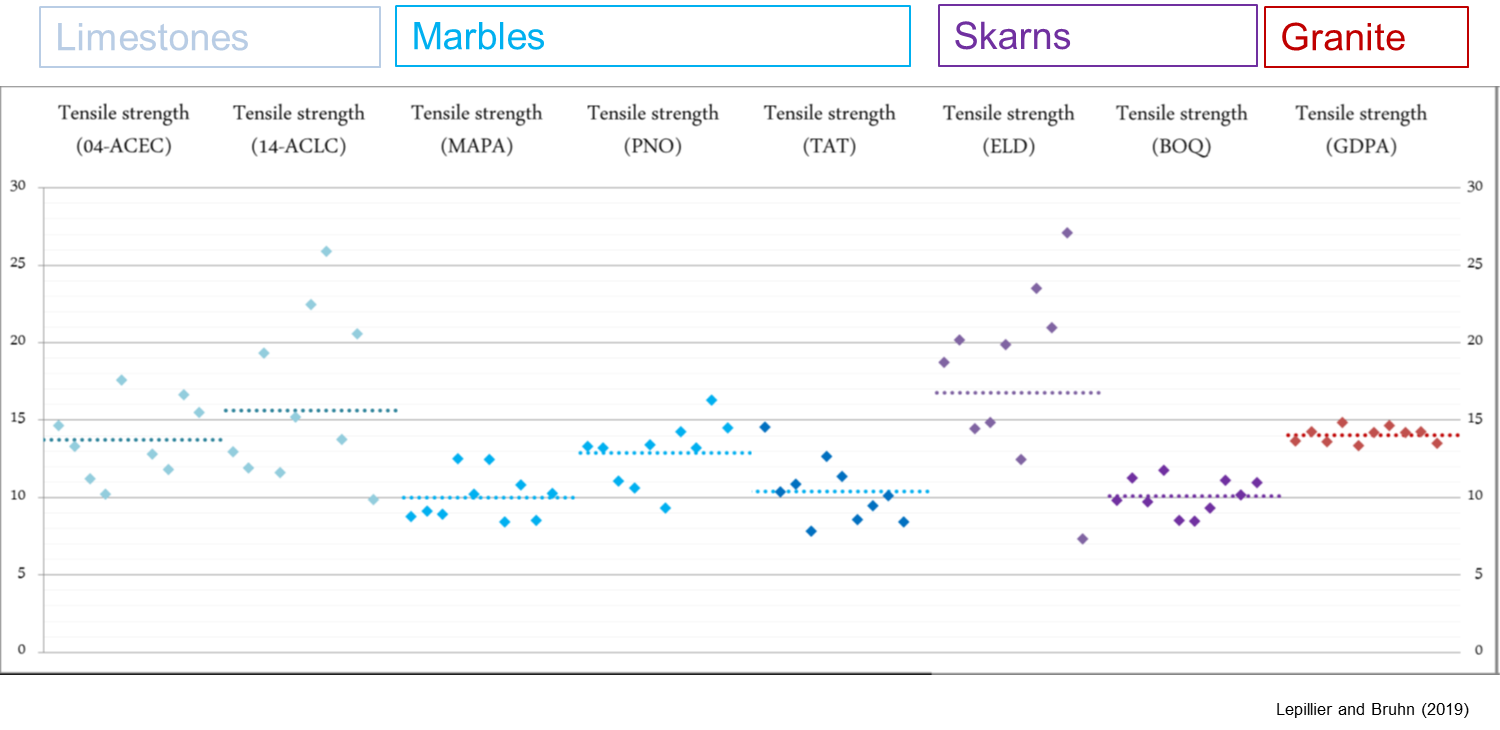 Limestones
Marbles
Skarns
Granite
Tensile strength
(04-ACEC)
Tensile strength
(14-ACLC)
Tensile strength
(MAPA)
Tensile strength
(PNO)
Tensile strength
(TAT)
Tensile strength
(ELD)
Tensile strength
(BOQ)
Tensile strength
(GDPA)
30 30
25 25
20 20
15 15
10 10
5 5
0 0
Lepillier and Bruhn (2019)